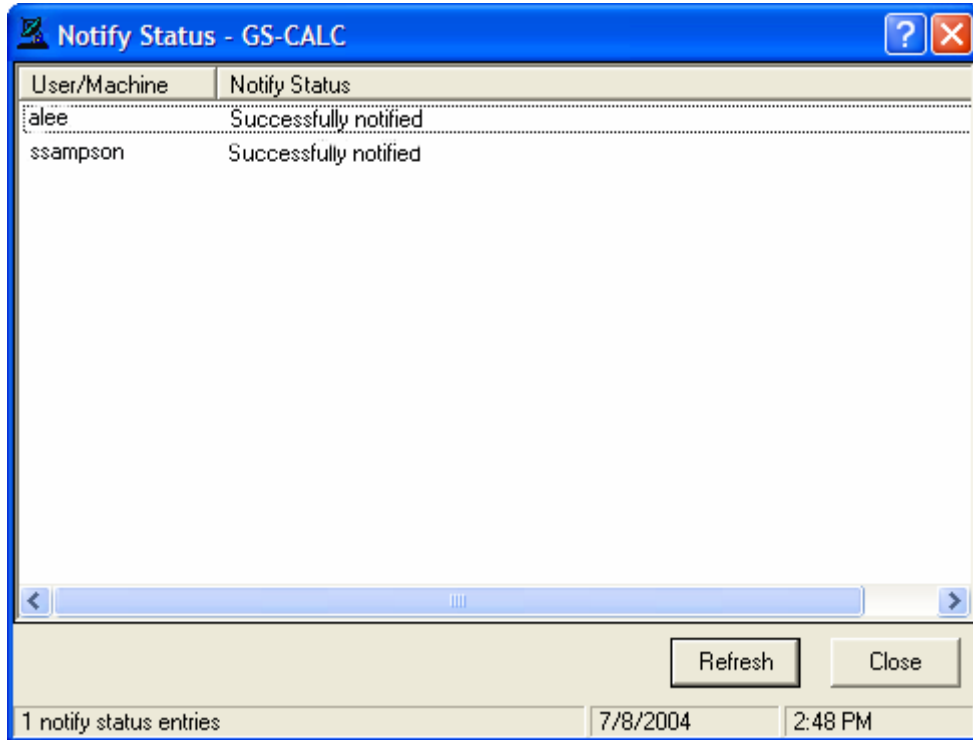 Notify Status - GS-CALC
User/Machine Notify Status
alee Successfully notified
ssampson Successfully notified
Refresh Close
1 notify status entries 7/8/2004 2:48 PM